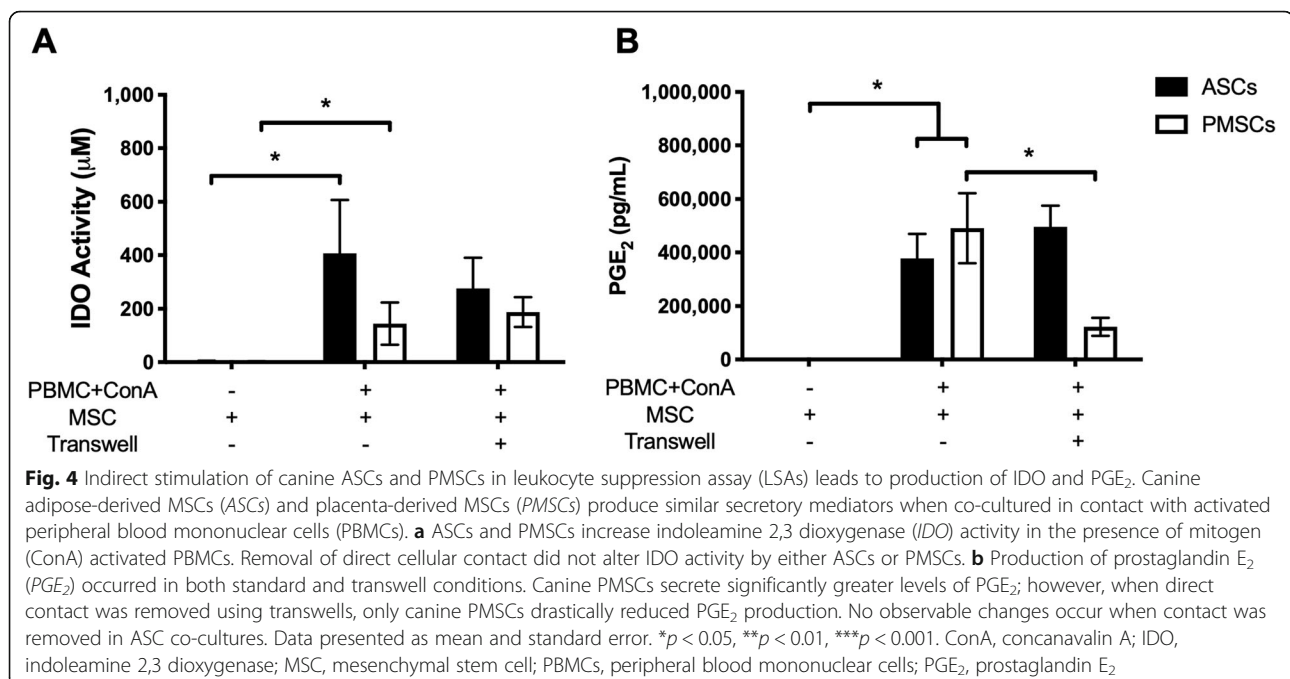 A
B
ASCs
PMSCs
IDO Activity (μM)
1,000
800
600
400
200
0
*
*
PBMC+ConA - + +
MSC + + +
Transwell - - +
PGE₂ (pg/mL)
1,000,000
800,000
600,000
400,000
200,000
0
*
*
PBMC+ConA - + +
MSC + + +
Transwell - - +
Fig. 4 Indirect stimulation of canine ASCs and PMSCs in leukocyte suppression assay (LSAs) leads to production of IDO and PGE₂. Canine
adipose-derived MSCs (ASCs) and placenta-derived MSCs (PMSCs) produce similar secretory mediators when co-cultured in contact with activated
peripheral blood mononuclear cells (PBMCs). a ASCs and PMSCs increase indoleamine 2,3 dioxygenase (IDO) activity in the presence of mitogen
(ConA) activated PBMCs. Removal of direct cellular contact did not alter IDO activity by either ASCs or PMSCs. b Production of prostaglandin E₂
(PGE₂) occurred in both standard and transwell conditions. Canine PMSCs secrete significantly greater levels of PGE₂; however, when direct
contact was removed using transwells, only canine PMSCs drastically reduced PGE₂ production. No observable changes occur when contact was
removed in ASC co-cultures. Data presented as mean and standard error. *p < 0.05, **p < 0.01, ***p < 0.001. ConA, concanavalin A; IDO,
indoleamine 2,3 dioxygenase; MSC, mesenchymal stem cell; PBMCs, peripheral blood mononuclear cells; PGE₂, prostaglandin E₂